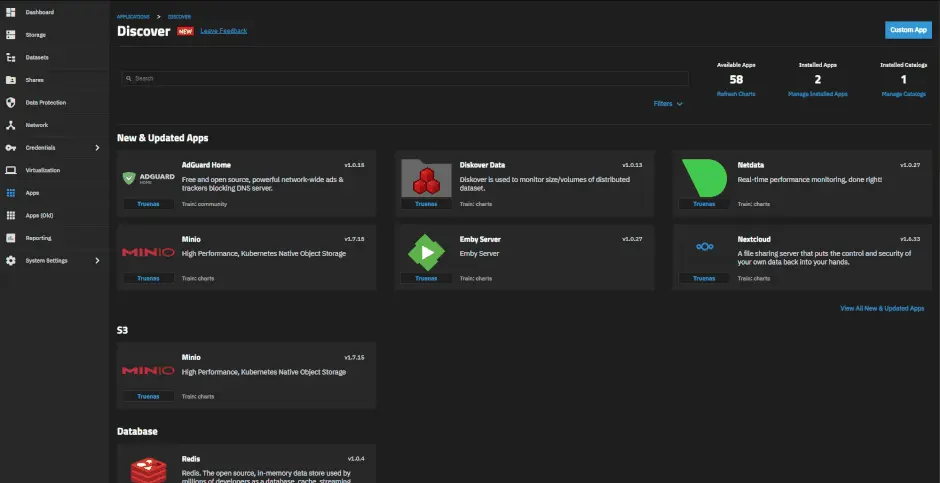 Dashboard
Storage
Datasets
Shares
Data Protection
Network
Credentials
Virtualization
Apps
Apps (Old)
Reporting
System Settings
APPLICATIONS > DISCOVER
Discover NEW Leave Feedback
Custom App
Search
Filters
Available Apps
58
Refresh Charts
Installed Apps
2
Manage Installed Apps
Installed Catalogs
1
Manage Catalogs
New & Updated Apps
ADGUARD
HOME
Truenas
AdGuard Home
v1.0.15
Free and open source, powerful network-wide ads &
trackers blocking DNS server.
Train: community
Truenas
Diskover Data
v1.0.13
Diskover is used to monitor size/volumes of distributed
dataset.
Train: charts
Truenas
Netdata
v1.0.27
Real-time performance monitoring, done right!
Train: charts
MINIO
Truenas
Minio
v1.7.15
High Performance, Kubernetes Native Object Storage
Train: charts
Truenas
Emby Server
v1.0.27
Emby Server
Train: charts
Truenas
Nextcloud
v1.6.33
A file sharing server that puts the control and security of
your own data back into your hands.
Train: charts
View All New & Updated Apps
S3
MINIO
Truenas
Minio
v1.7.15
High Performance, Kubernetes Native Object Storage
Train: charts
Database
Redis
v1.0.4
Redis. The open source, in-memory data store used by
millions of developers as a database, cache, streaming